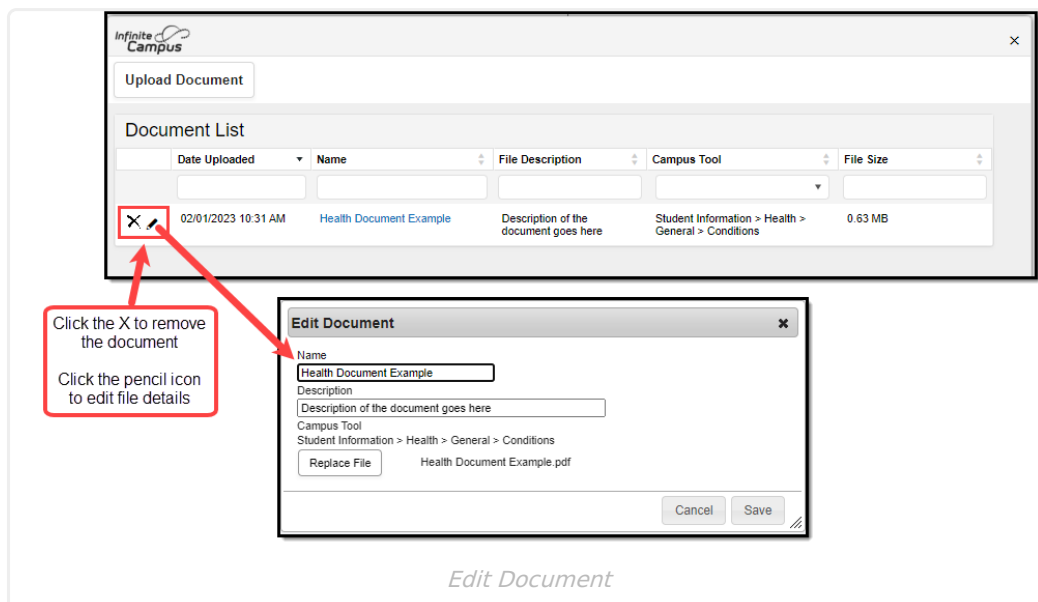 Infinite
Campus
Upload Document
Document List
Date Uploaded Name File Description Campus Tool File Size
02/01/2023 10:31 AM Health Document Example Description of the document goes here Student Information > Health > General > Conditions 0.63 MB
Click the X to remove
the document
Click the pencil icon
to edit file details
Edit Document
Name
Health Document Example
Description
Description of the document goes here
Campus Tool
Student Information > Health > General > Conditions
Replace File Health Document Example.pdf
Cancel Save
Edit Document